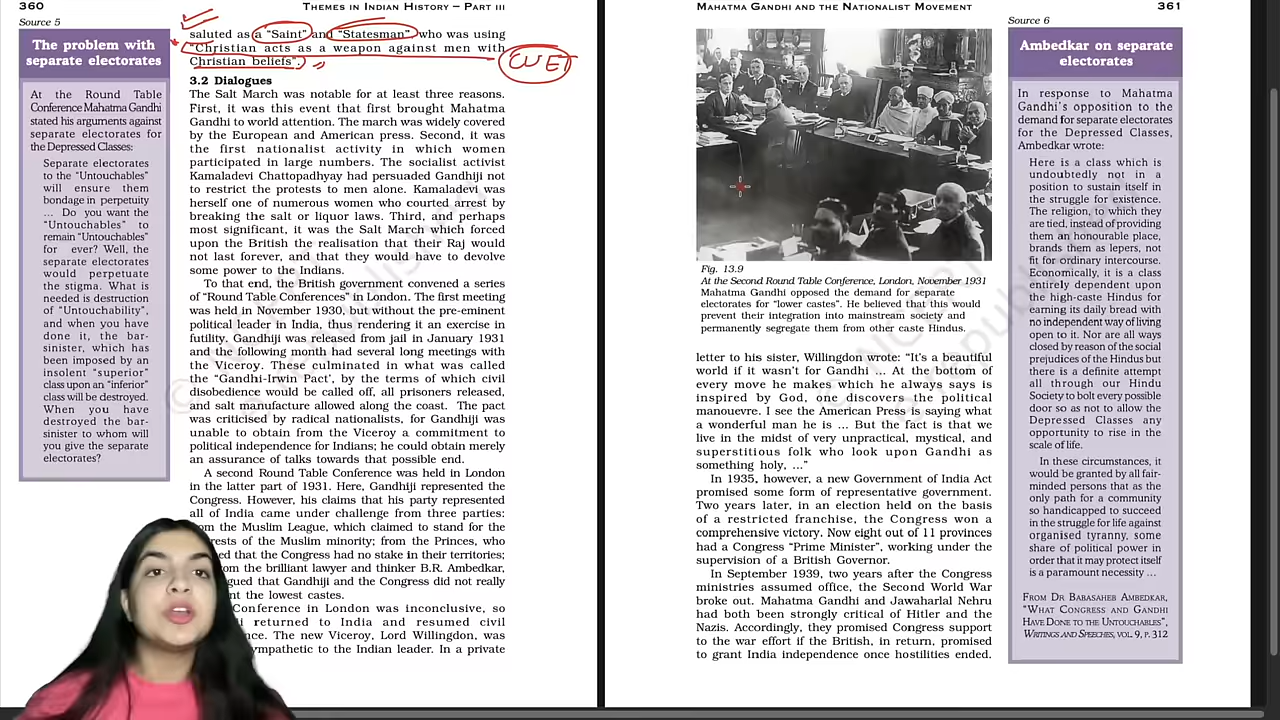 360
THEMES IN INDIAN HISTORY – PART III
Source 5
The problem with
separate electorates
At the Round Table
Conference Mahatma Gandhi
stated his arguments against
separate electorates for
the Depressed Classes:
Separate electorates
to the “Untouchables”
will ensure them
bondage in perpetuity
... Do you want the
“Untouchables” to
remain “Untouchables”
for ever? Well, the
separate electorates
would perpetuate
the stigma. What is
needed is destruction
of “Untouchability”,
and when you have
done it, the bar-
sinister, which has
been imposed by an
insolent “superior”
class upon an “inferior”
class will be destroyed.
When you have
destroyed the bar-
sinister to whom will
you give the separate
electorates?
saluted as a “Saint” and “Statesman” who was using
“Christian acts as a weapon against men with
Christian beliefs”.
CUET
3.2 Dialogues
The Salt March was notable for at least three reasons.
First, it was this event that first brought Mahatma
Gandhi to world attention. The march was widely covered
by the European and American press. Second, it was
the first nationalist activity in which women
participated in large numbers. The socialist activist
Kamaladevi Chattopadhyay had persuaded Gandhiji not
to restrict the protests to men alone. Kamaladevi was
herself one of numerous women who courted arrest by
breaking the salt or liquor laws. Third, and perhaps
most significant, it was the Salt March which forced
upon the British the realisation that their Raj would
not last forever, and that they would have to devolve
some power to the Indians.
To that end, the British government convened a series
of “Round Table Conferences” in London. The first meeting
was held in November 1930, but without the pre-eminent
political leader in India, thus rendering it an exercise in
futility. Gandhiji was released from jail in January 1931
and the following month had several long meetings with
the Viceroy. These culminated in what was called
the “Gandhi-Irwin Pact’, by the terms of which civil
disobedience would be called off, all prisoners released,
and salt manufacture allowed along the coast. The pact
was criticised by radical nationalists, for Gandhiji was
unable to obtain from the Viceroy a commitment to
political independence for Indians; he could obtain merely
an assurance of talks towards that possible end.
A second Round Table Conference was held in London
in the latter part of 1931. Here, Gandhiji represented the
Congress. However, his claims that his party represented
all of India came under challenge from three parties:
om the Muslim League, which claimed to stand for the
rests of the Muslim minority; from the Princes, who
ed that the Congress had no stake in their territories;
om the brilliant lawyer and thinker B.R. Ambedkar,
gued that Gandhiji and the Congress did not really
nt the lowest castes.
Conference in London was inconclusive, so
i returned to India and resumed civil
nce. The new Viceroy, Lord Willingdon, was
ympathetic to the Indian leader. In a private
MAHATMA GANDHI AND THE NATIONALIST MOVEMENT
361
Fig. 13.9
At the Second Round Table Conference, London, November 1931
Mahatma Gandhi opposed the demand for separate
electorates for “lower castes”. He believed that this would
prevent their integration into mainstream society and
permanently segregate them from other caste Hindus.
letter to his sister, Willingdon wrote: “It’s a beautiful
world if it wasn’t for Gandhi ... At the bottom of
every move he makes which he always says is
inspired by God, one discovers the political
manouevre. I see the American Press is saying what
a wonderful man he is ... But the fact is that we
live in the midst of very unpractical, mystical, and
superstitious folk who look upon Gandhi as
something holy, ...”
In 1935, however, a new Government of India Act
promised some form of representative government.
Two years later, in an election held on the basis
of a restricted franchise, the Congress won a
comprehensive victory. Now eight out of 11 provinces
had a Congress “Prime Minister”, working under the
supervision of a British Governor.
In September 1939, two years after the Congress
ministries assumed office, the Second World War
broke out. Mahatma Gandhi and Jawaharlal Nehru
had both been strongly critical of Hitler and the
Nazis. Accordingly, they promised Congress support
to the war effort if the British, in return, promised
to grant India independence once hostilities ended.
Source 6
Ambedkar on separate
electorates
In response to Mahatma
Gandhi’s opposition to the
demand for separate electorates
for the Depressed Classes,
Ambedkar wrote:
Here is a class which is
undoubtedly not in a
position to sustain itself in
the struggle for existence.
The religion, to which they
are tied, instead of providing
them an honourable place,
brands them as lepers, not
fit for ordinary intercourse.
Economically, it is a class
entirely dependent upon
the high-caste Hindus for
earning its daily bread with
no independent way of living
open to it. Nor are all ways
closed by reason of the social
prejudices of the Hindus but
there is a definite attempt
all through our Hindu
Society to bolt every possible
door so as not to allow the
Depressed Classes any
opportunity to rise in the
scale of life.
In these circumstances, it
would be granted by all fair-
minded persons that as the
only path for a community
so handicapped to succeed
in the struggle for life against
organised tyranny, some
share of political power in
order that it may protect itself
is a paramount necessity ...
FROM DR BABASAHEB AMBEDKAR,
“WHAT CONGRESS AND GANDHI
HAVE DONE TO THE UNTOUCHABLES”,
WRITINGS AND SPEECHES, VOL. 9, P. 312